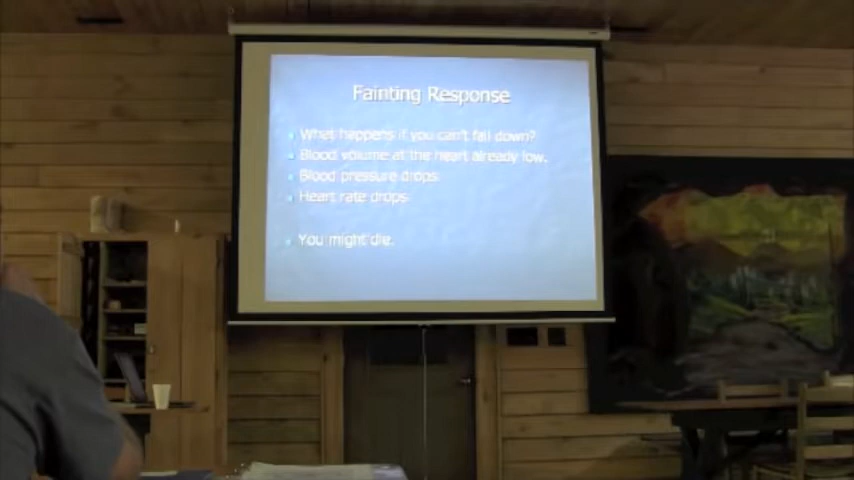 Fainting Response
What happens if you can't fall down?
Blood volume at the heart already low.
Blood pressure drops.
Heart rate drops.
You might die.